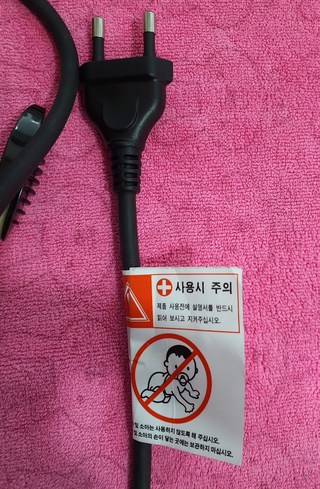 사용시 주의
제품 사용전에 설명서를 반드시
읽어 보시고 지켜주십시오.
및 소아는 사용하지 않도록 해 주십시오.
및 소아의 손이 닿는 곳에는 보관하지 마십시오.